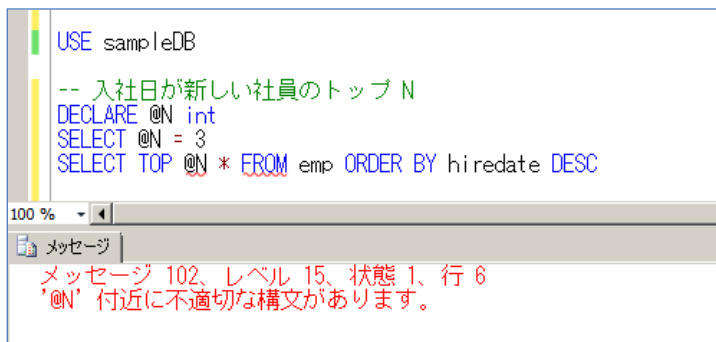 USE sampleDB
-- 入社日が新しい社員のトップ N
DECLARE @N int
SELECT @N = 3
SELECT TOP @N * FROM emp ORDER BY hiredate DESC
100 %
メッセージ
メッセージ 102、レベル 15、状態 1、行 6
'@N' 付近に不適切な構文があります。